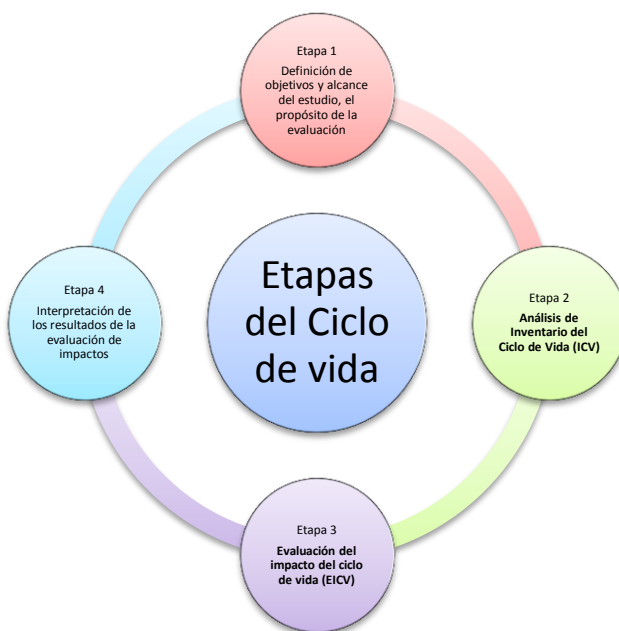 Etapa 1
Definición de
objetivos y alcance
del estudio, el
propósito de la
evaluación
Etapas
del Ciclo
de vida
Etapa 2
Análisis de
Inventario del
Ciclo de Vida (ICV)
Etapa 3
Evaluación del
impacto del ciclo
de vida (EICV)
Etapa 4
Interpretación de
los resultados de la
evaluación de
impactos